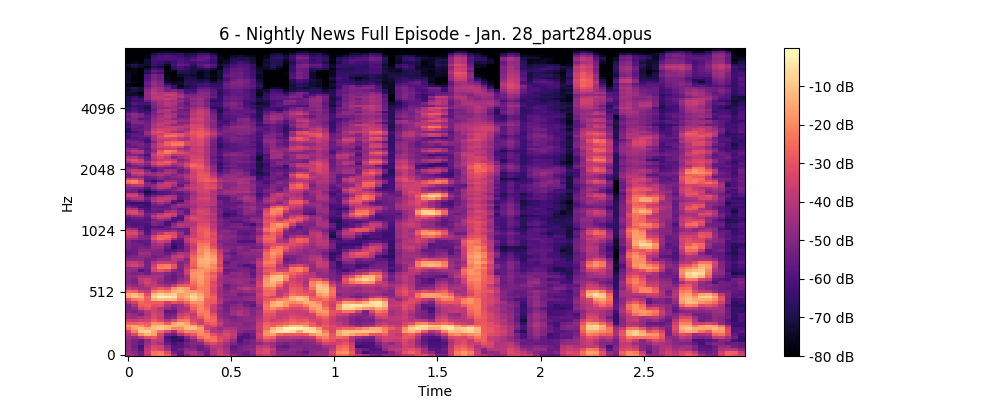 6 - Nightly News Full Episode - Jan. 28_part284.opus
Hz
4096
2048
1024
512
0
0
0.5
1
1.5
2
2.5
Time
-10 dB
-20 dB
-30 dB
-40 dB
-50 dB
-60 dB
-70 dB
-80 dB